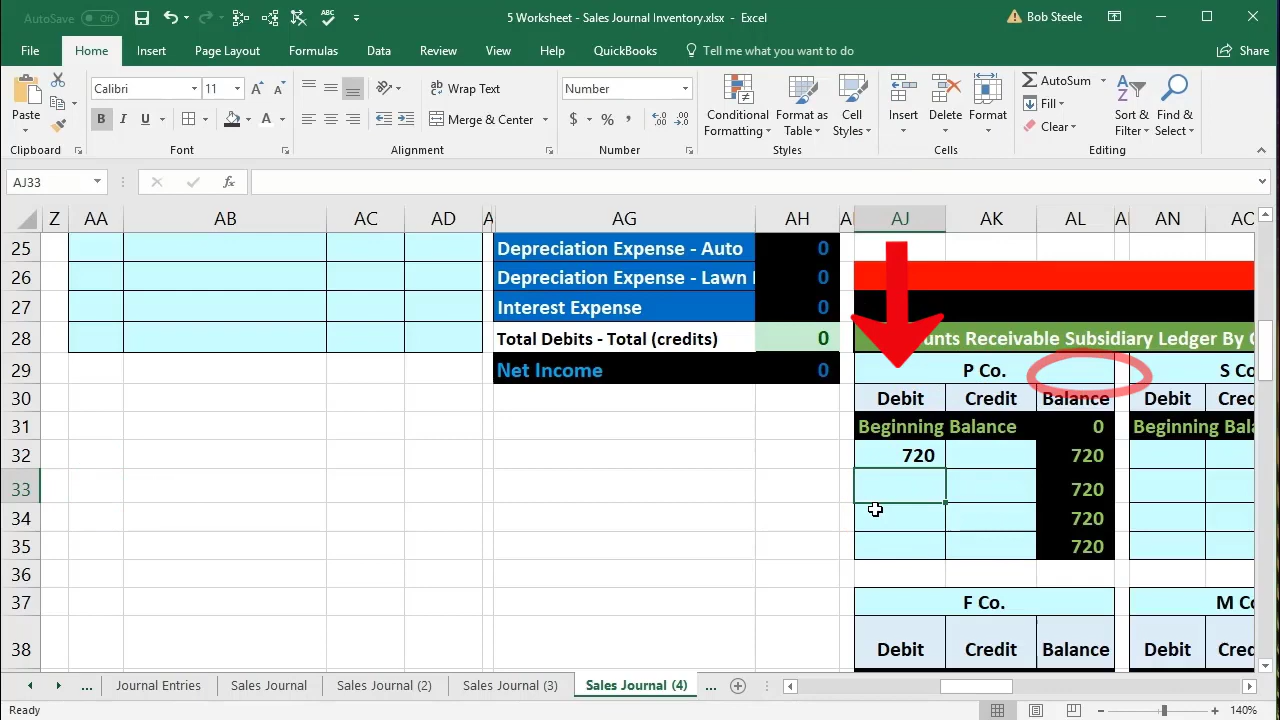 AutoSave Off 5 Worksheet - Sales Journal Inventory.xlsx - Excel Bob Steele
File Home Insert Page Layout Formulas Data Review View Help QuickBooks Tell me what you want to do Share
Paste Calibri 11 Wrap Text Number Conditional Formatting Format as Table Cell Styles Insert Delete Format AutoSum Sort & Filter Find & Select
B I U A Merge & Center $ % , Fill
Clear
Clipboard Font Alignment Number Styles Cells Editing
AJ33 fx
Z AA AB AC AD A AG AH AJ AK AL AN
25 Depreciation Expense - Auto 0
26 Depreciation Expense - Lawn 0
27 Interest Expense 0
28 Total Debits - Total (credits) 0 unts Receivable Subsidiary Ledger By
29 Net Income 0 P Co. S Co
30 Debit Credit Balance Debit
31 Beginning Balance 0 Beginning
32 720 720
33 720
34 720
35 720
36
37 F Co. M Co
38 Debit Credit Balance Debit
... Journal Entries Sales Journal Sales Journal (2) Sales Journal (3) Sales Journal (4) ...
Ready 140%